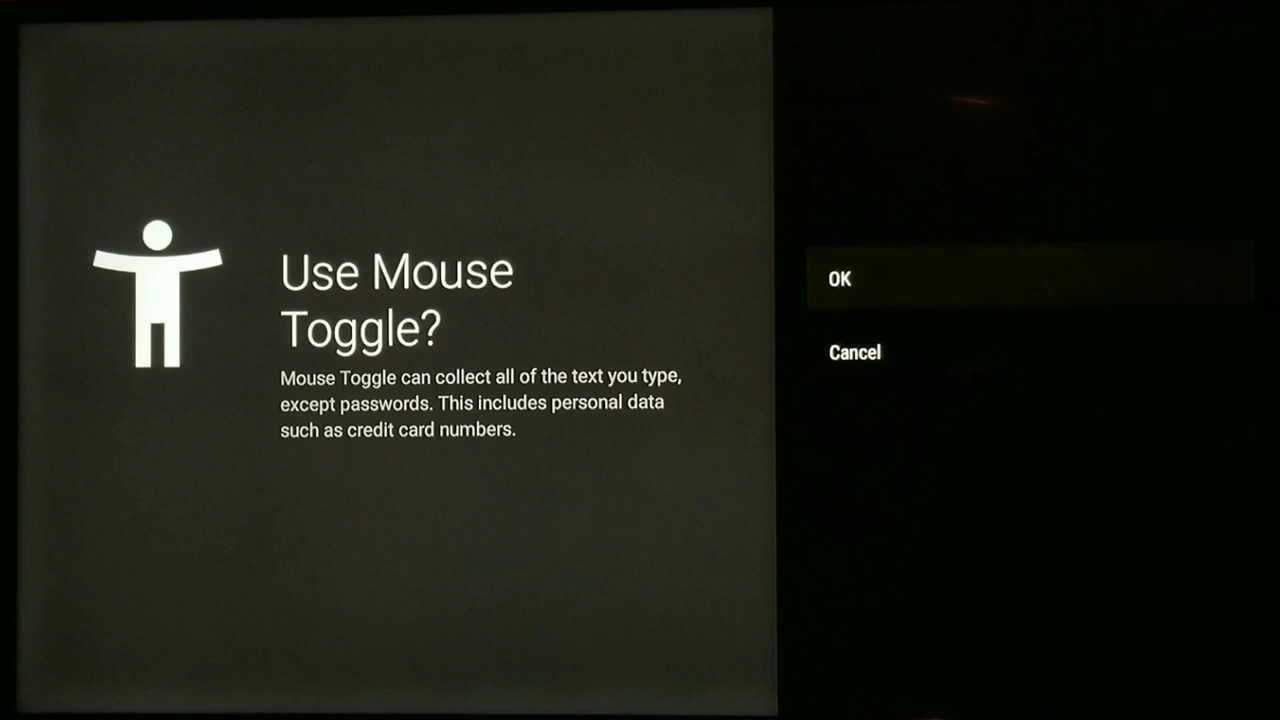 Use Mouse
Toggle?
Mouse Toggle can collect all of the text you type,
except passwords. This includes personal data
such as credit card numbers.
OK
Cancel